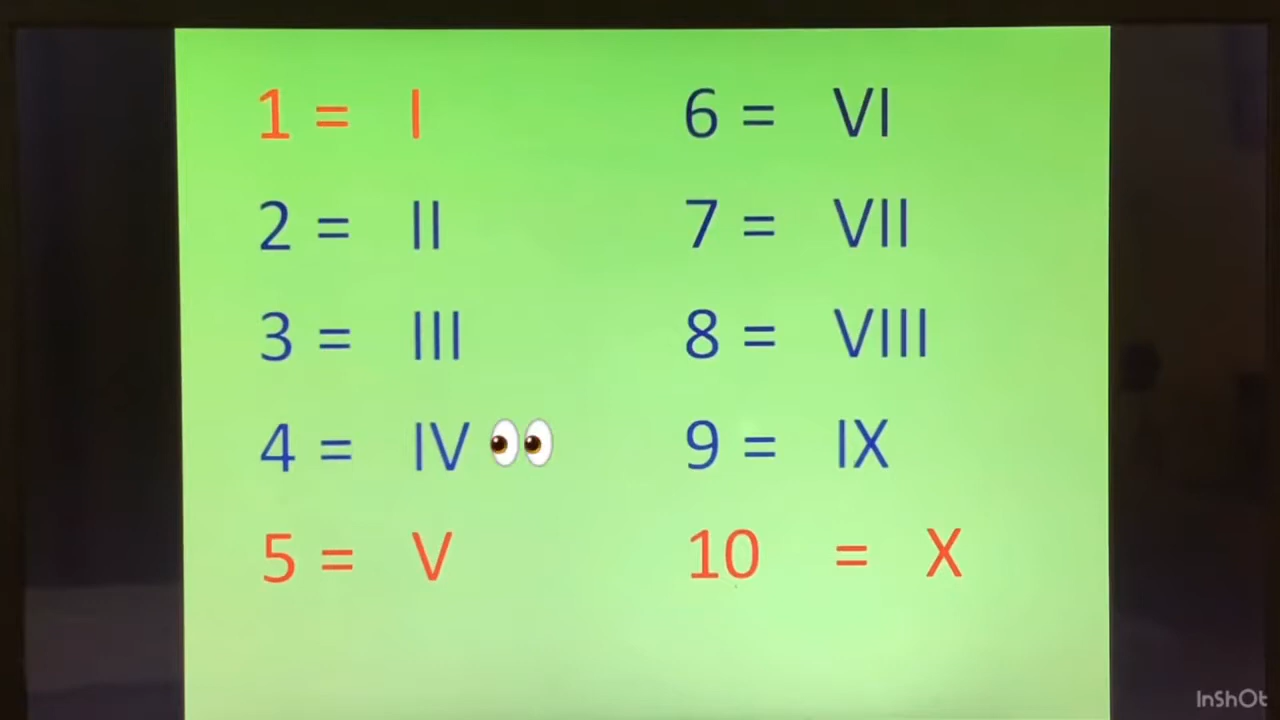 1 = I
2 = II
3 = III
4 = IV 👀
5 = V
6 = VI
7 = VII
8 = VIII
9 = IX
10 = X
InShOt